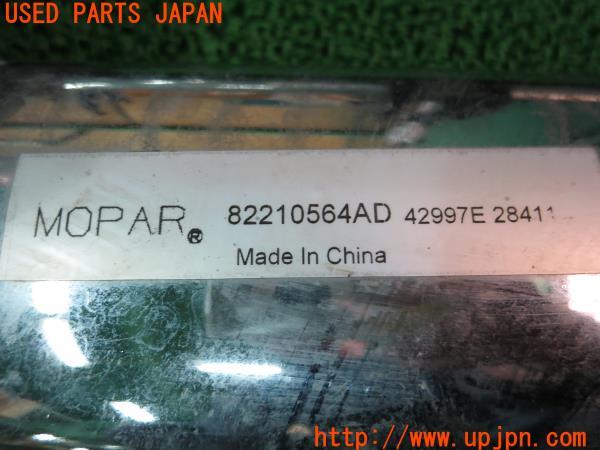 USED PARTS JAPAN
MOPAR® 82210564AD 42997E 28411
Made In China
http://www.upjpn.com